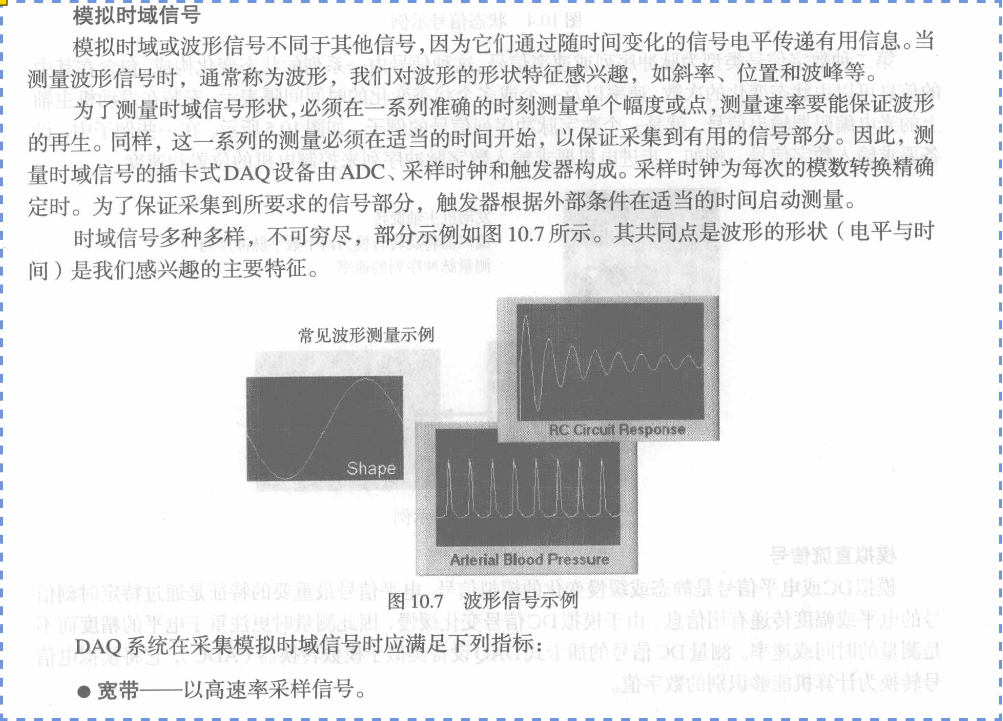 模拟时域信号
模拟时域或波形信号不同于其他信号,因为它们通过随时间变化的信号电平传递有用信息。当
测量波形信号时，通常称为波形，我们对波形的形状特征感兴趣，如斜率、位置和波峰等。
为了测量时域信号形状,必须在一系列准确的时刻测量单个幅度或点,测量速率要能保证波形
的再生。同样，这一系列的测量必须在适当的时间开始，以保证采集到有用的信号部分。因此，测
量时域信号的插卡式DAQ设备由 ADC、采样时钟和触发器构成。采样时钟为每次的模数转换精确
定时。为了保证采集到所要求的信号部分，触发器根据外部条件在适当的时间启动测量。
时域信号多种多样，不可穷尽，部分示例如图 10.7 所示。其共同点是波形的形状（电平与时
间）是我们感兴趣的主要特征。
常见波形测量示例
RC Circuit Response
Shape
Arterial Blood Pressure
图10.7 波形信号示例
DAQ 系统在采集模拟时域信号时应满足下列指标：
● 宽带——以高速率采样信号。